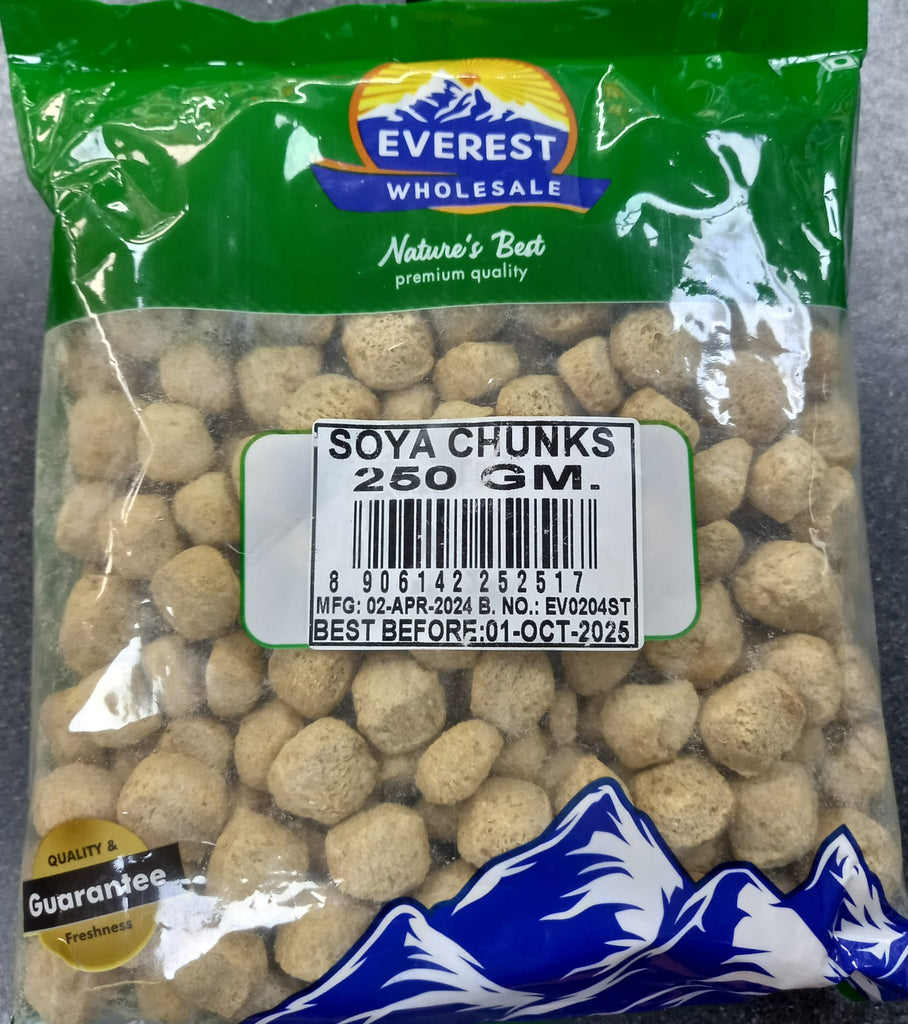 EVEREST
WHOLESALE
Nature's Best
premium quality
SOYA CHUNKS
250 GM.
8 906142 252517
MFG: 02-APR-2024 B. NO.: EV0204ST
BEST BEFORE:01-OCT-2025
QUALITY &
Guarantee
Freshness